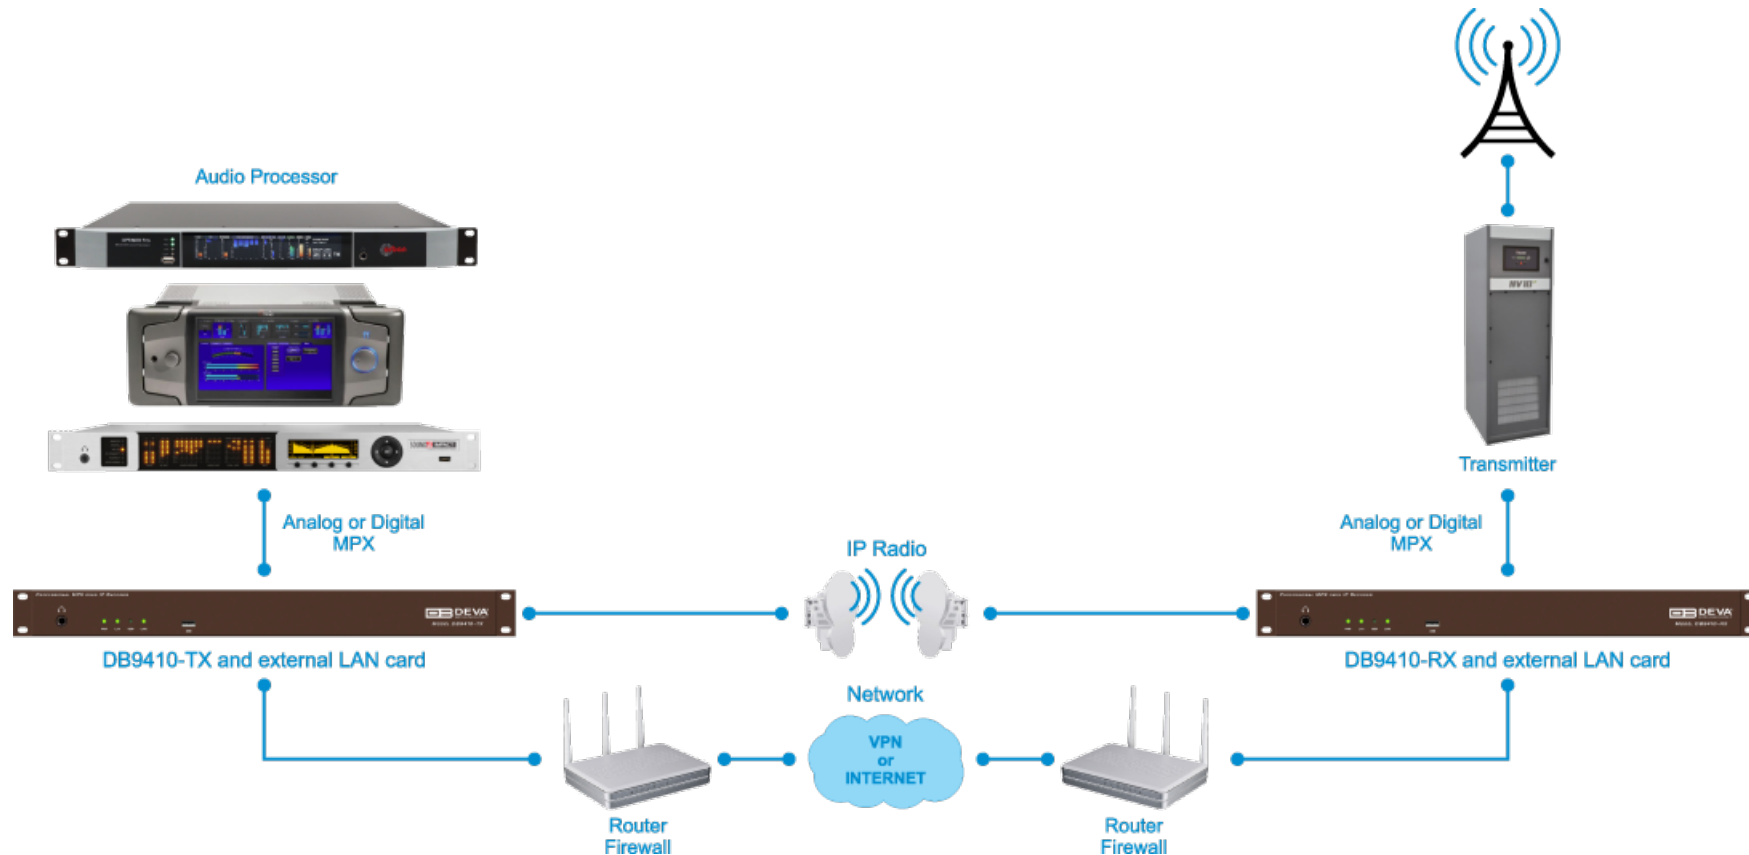 Audio Processor
Transmitter
Analog or Digital
MPX
Analog or Digital
MPX
IP Radio
DEVA
DEVA
DB9410-TX and external LAN card
DB9410-RX and external LAN card
Network
VPN
or
INTERNET
Router
Firewall
Router
Firewall